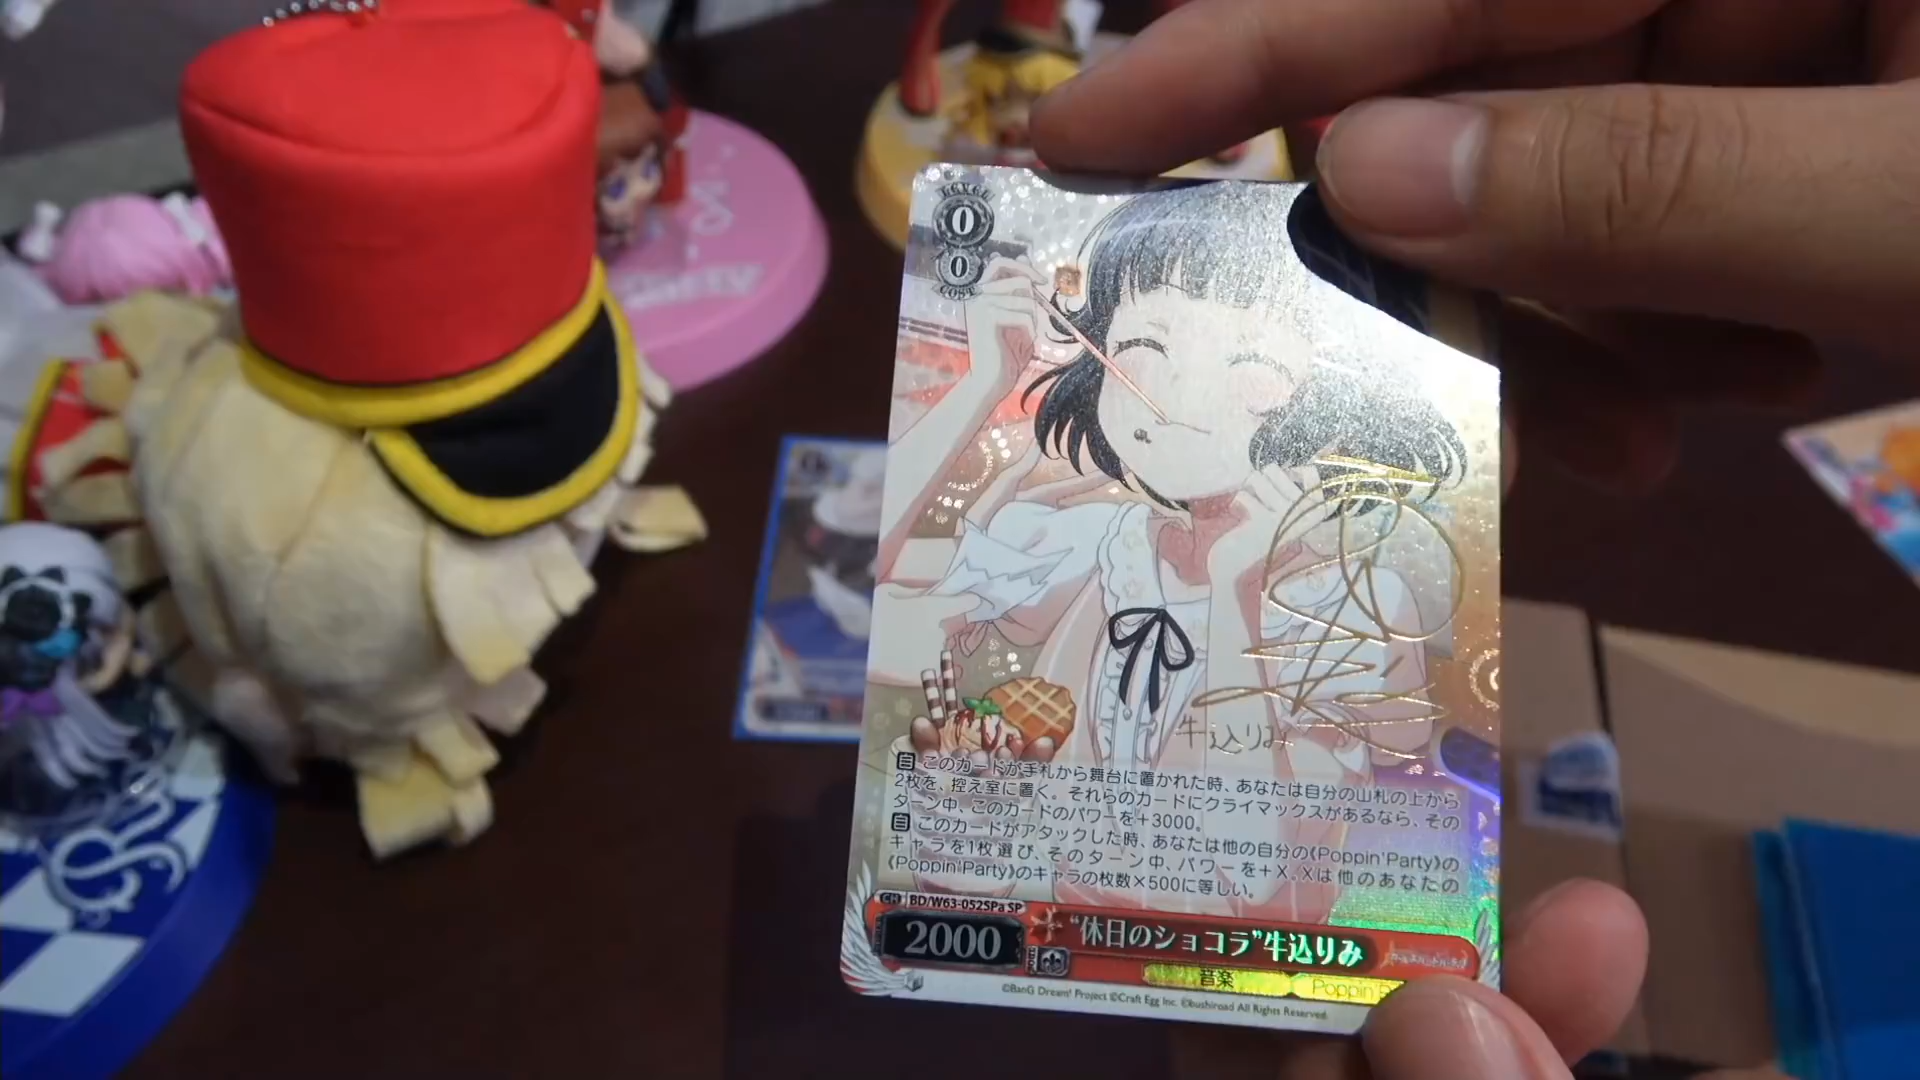 LEVEL
0
0
COST
牛込りみ
自 このカードが手札から舞台に置かれた時、あなたは自分の山札の上から
2枚を、控え室に置く。それらのカードにクライマックスがあるなら、その
ターン中、このカードのパワーを+3000。
自 このカードがアタックした時、あなたは他の自分の《Poppin'Party》の
キャラを1枚選び、そのターン中、パワーを+X。Xは他のあなたの
《Poppin'Party》のキャラの枚数×500に等しい。
CH BD/W63-052SPa SP
2000
“休日のショコラ”牛込りみ
音楽
Poppin'
©BanG Dream! Project ©Craft Egg Inc. ©bushiroad All Rights Reserved.